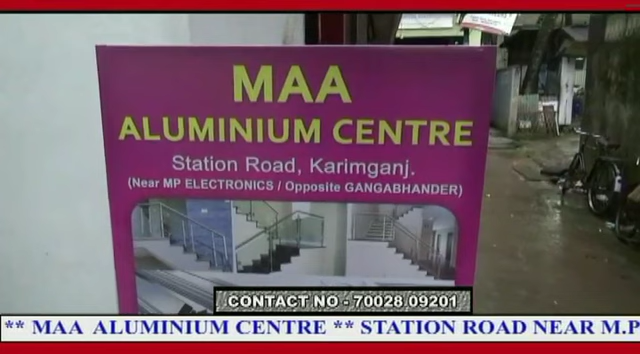 MAA
ALUMINIUM CENTRE
Station Road, Karimganj.
(Near MP ELECTRONICS / Opposite GANGABHANDER)
CONTACT NO - 70028 09201
** MAA ALUMINIUM CENTRE ** STATION ROAD NEAR M.P